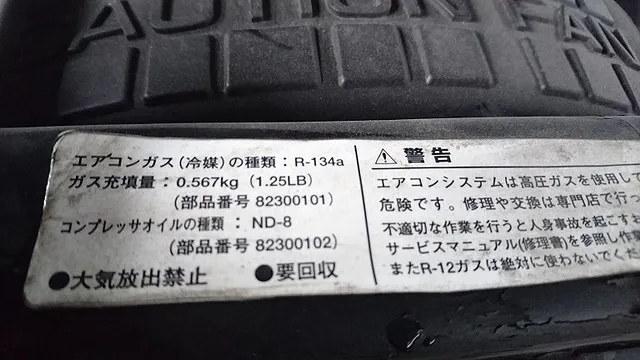 CAUTION
FAN
エアコンガス(冷媒)の種類：R-134a
ガス充填量：0.567kg (1.25LB)
(部品番号 82300101)
コンプレッサオイルの種類：ND-8
(部品番号 82300102)
●大気放出禁止 ●要回収
⚠ 警告
エアコンシステムは高圧ガスを使用して
危険です。修理や交換は専門店で行
不適切な作業を行うと人身事故を起こす
サービスマニュアル(修理書)を参照し作
またR-12ガスは絶対に使わないでくだ